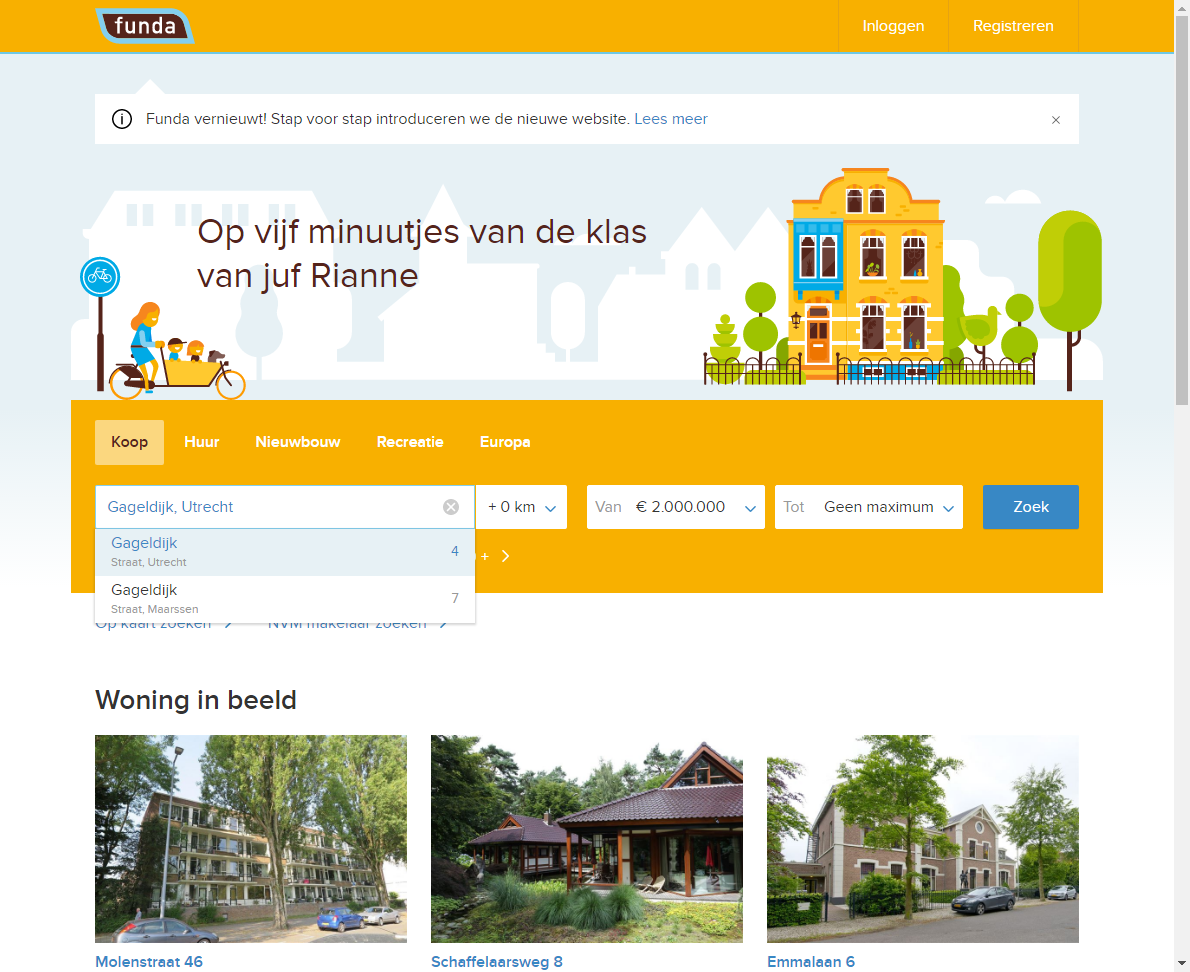 funda
Inloggen
Registreren
Funda vernieuwt! Stap voor stap introduceren we de nieuwe website. Lees meer
Op vijf minuutjes van de klas
van juf Rianne
Koop
Huur
Nieuwbouw
Recreatie
Europa
Gageldijk, Utrecht
+ 0 km
Van € 2.000.000
Tot Geen maximum
Zoek
Gageldijk 4
Straat, Utrecht
+
Gageldijk 7
Straat, Maarssen
Op kaart zoeken
NVM makelaar zoeken
Woning in beeld
Molenstraat 46
Schaffelaarsweg 8
Emmalaan 6